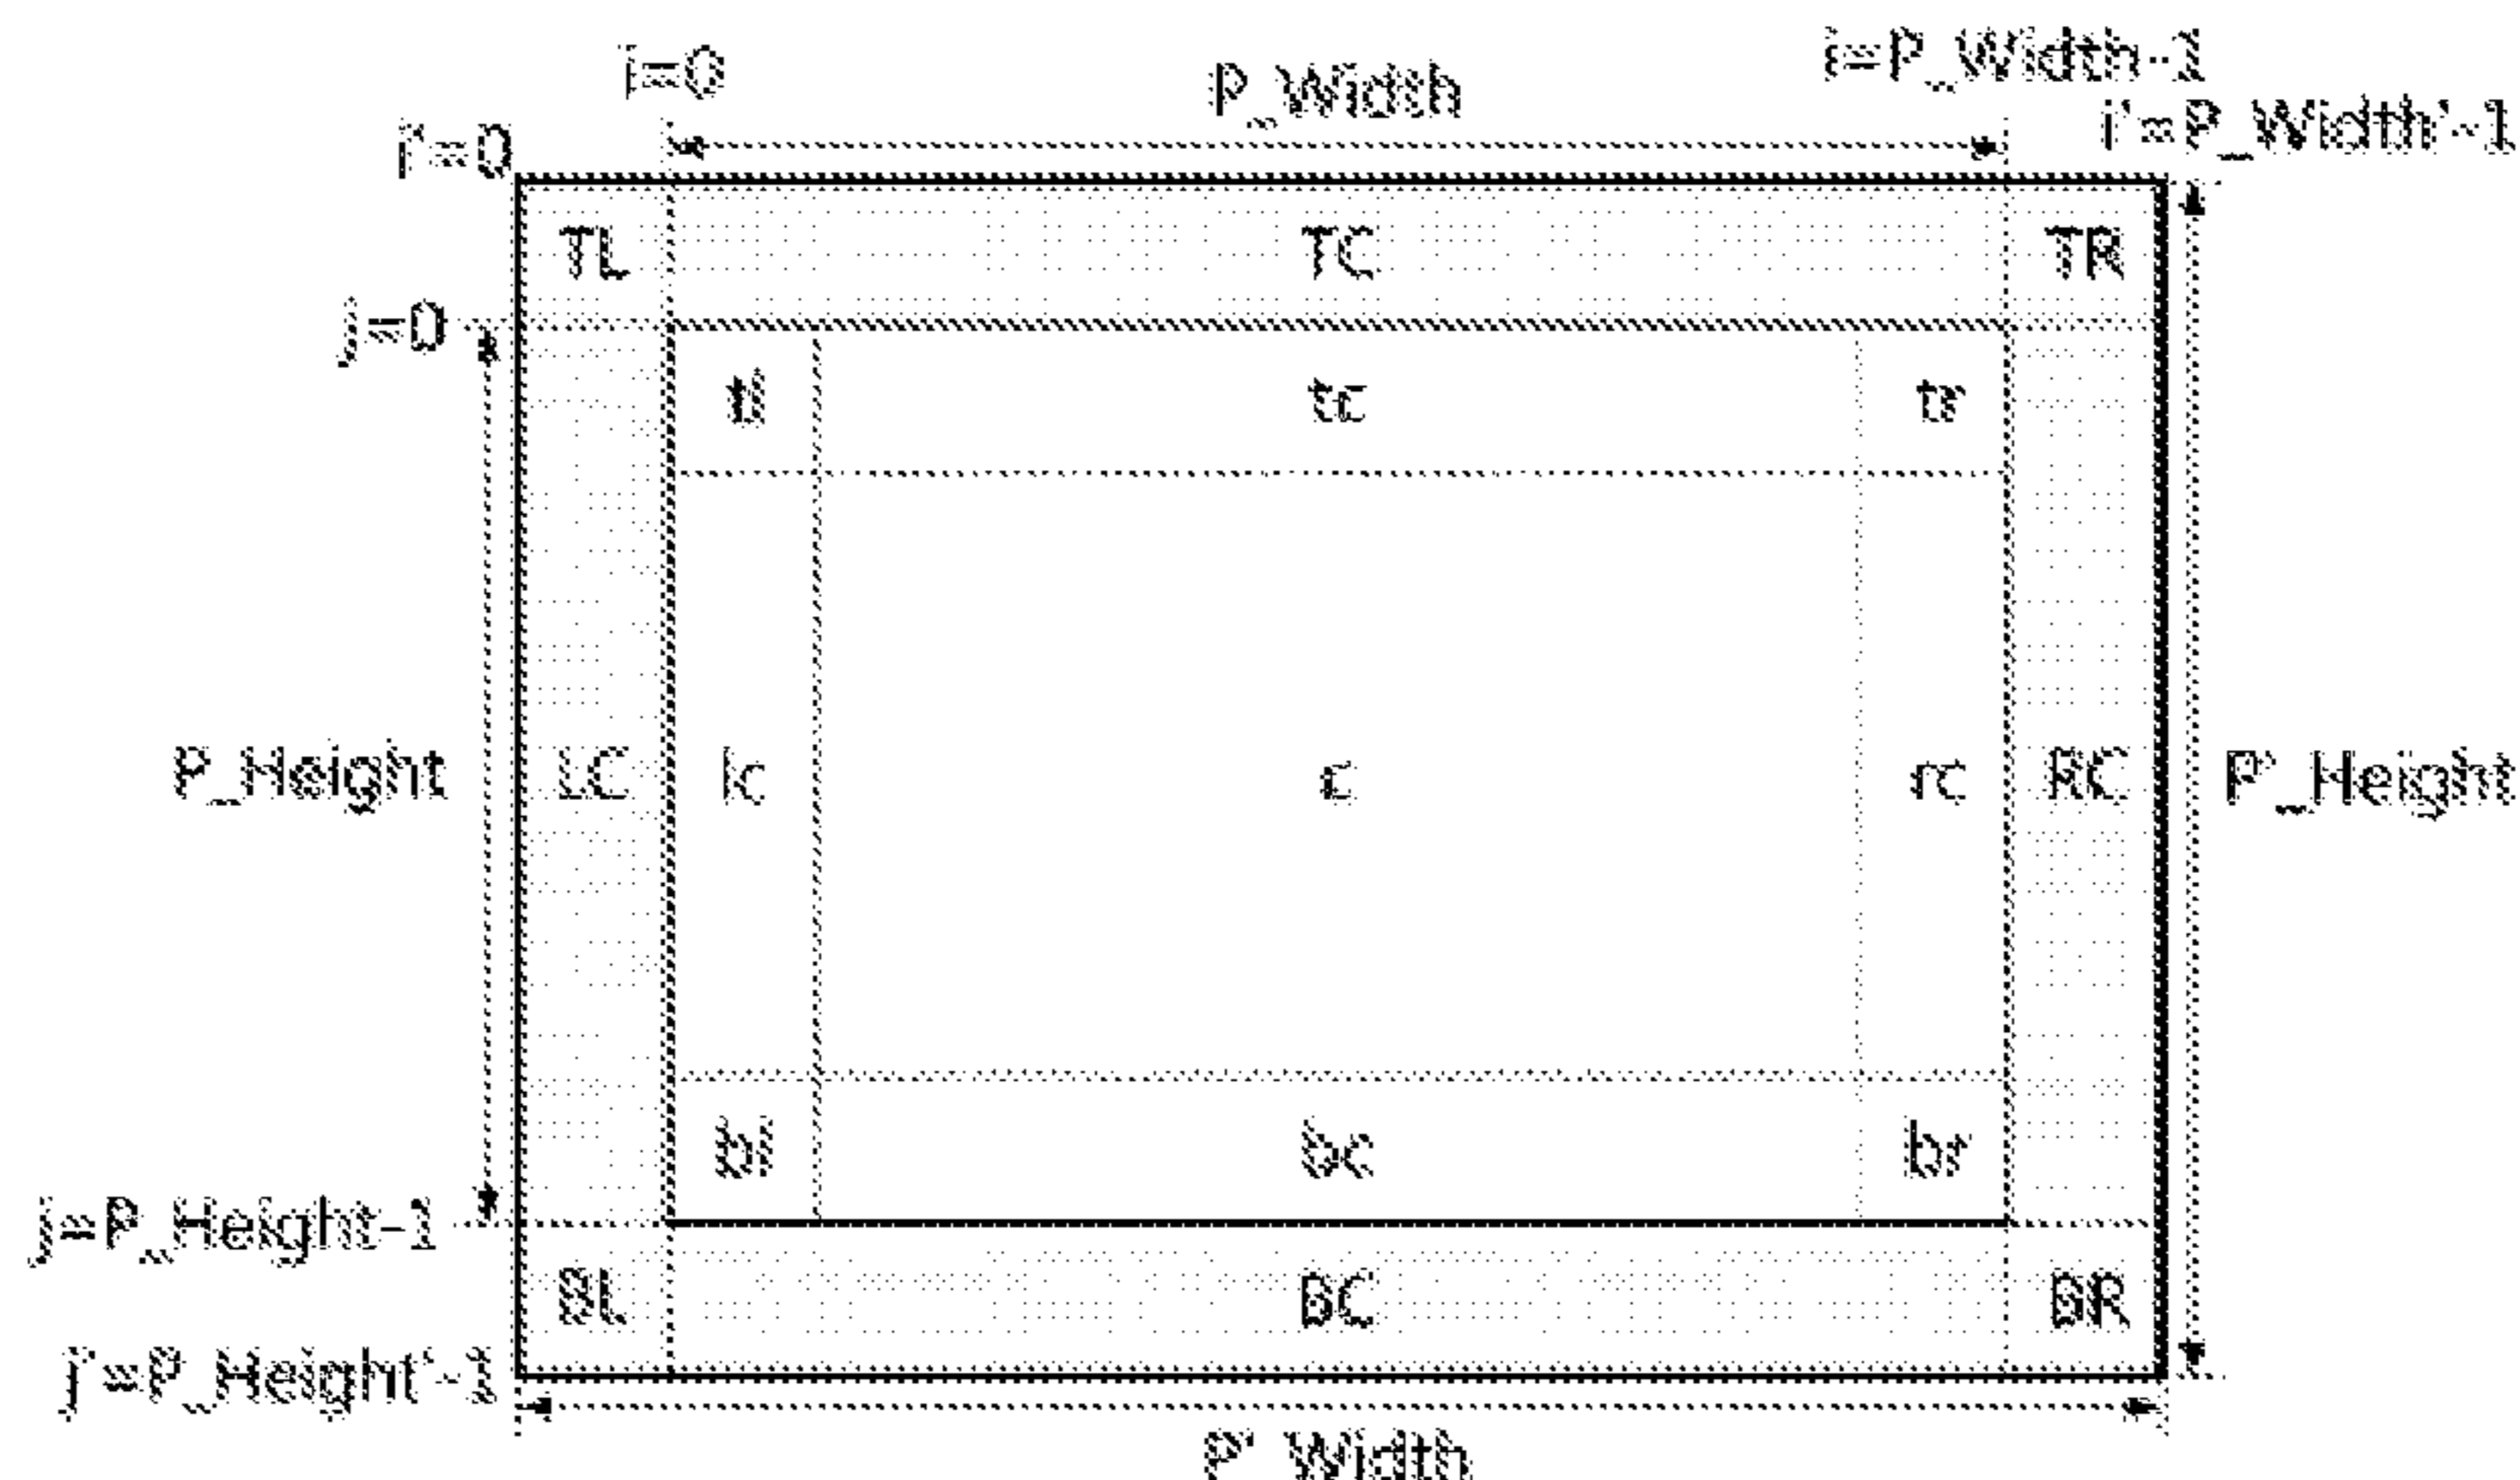 i=0
P_Width
i=P_Width-1
i'=0
i'=P_Width'-1
TL TC TR
j=0
tl tc tr
P_Height
LC lc c rc RC
P'_Height
bl bc br
j=P_Height-1
BL BC BR
j'=P_Height'-1
P'_Width